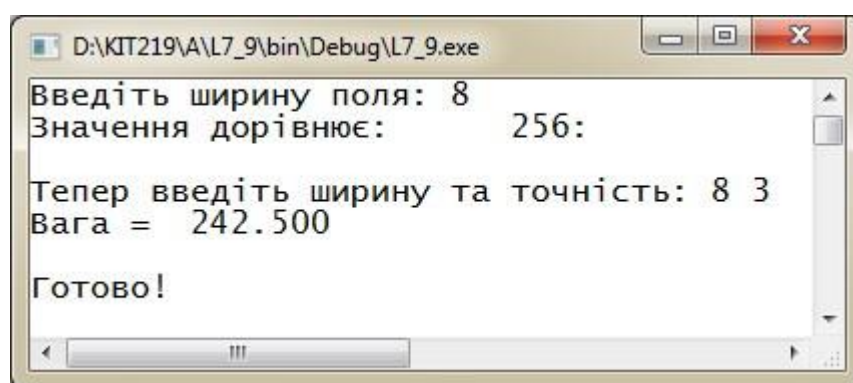 D:\KIT219\A\L7_9\bin\Debug\L7_9.exe
Введіть ширину поля: 8
Значення дорівнює:      256:
Тепер введіть ширину та точність: 8 3
Вага =  242.500
Готово!